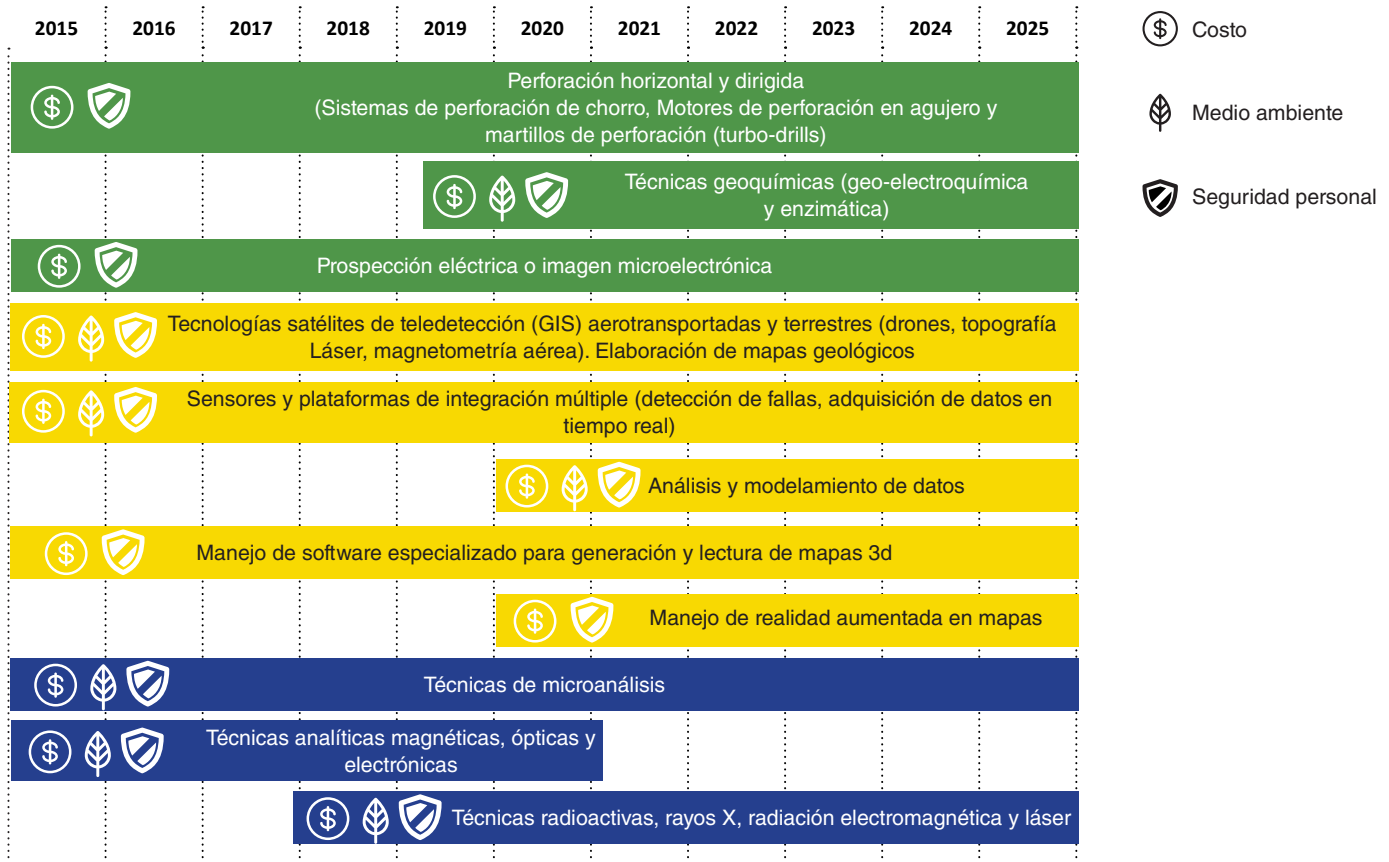 2015 2016 2017 2018 2019 2020 2021 2022 2023 2024 2025
$ Costo
Medio ambiente
Seguridad personal
$ Perforación horizontal y dirigida
(Sistemas de perforación de chorro, Motores de perforación en agujero y
martillos de perforación (turbo-drills)
$ Técnicas geoquímicas (geo-electroquímica
y enzimática)
$ Prospección eléctrica o imagen microelectrónica
$ Tecnologías satélites de teledetección (GIS) aerotransportadas y terrestres (drones, topografía
Láser, magnetometría aérea). Elaboración de mapas geológicos
$ Sensores y plataformas de integración múltiple (detección de fallas, adquisición de datos en
tiempo real)
$ Análisis y modelamiento de datos
$ Manejo de software especializado para generación y lectura de mapas 3d
$ Manejo de realidad aumentada en mapas
$ Técnicas de microanálisis
$ Técnicas analíticas magnéticas, ópticas y
electrónicas
$ Técnicas radioactivas, rayos X, radiación electromagnética y láser